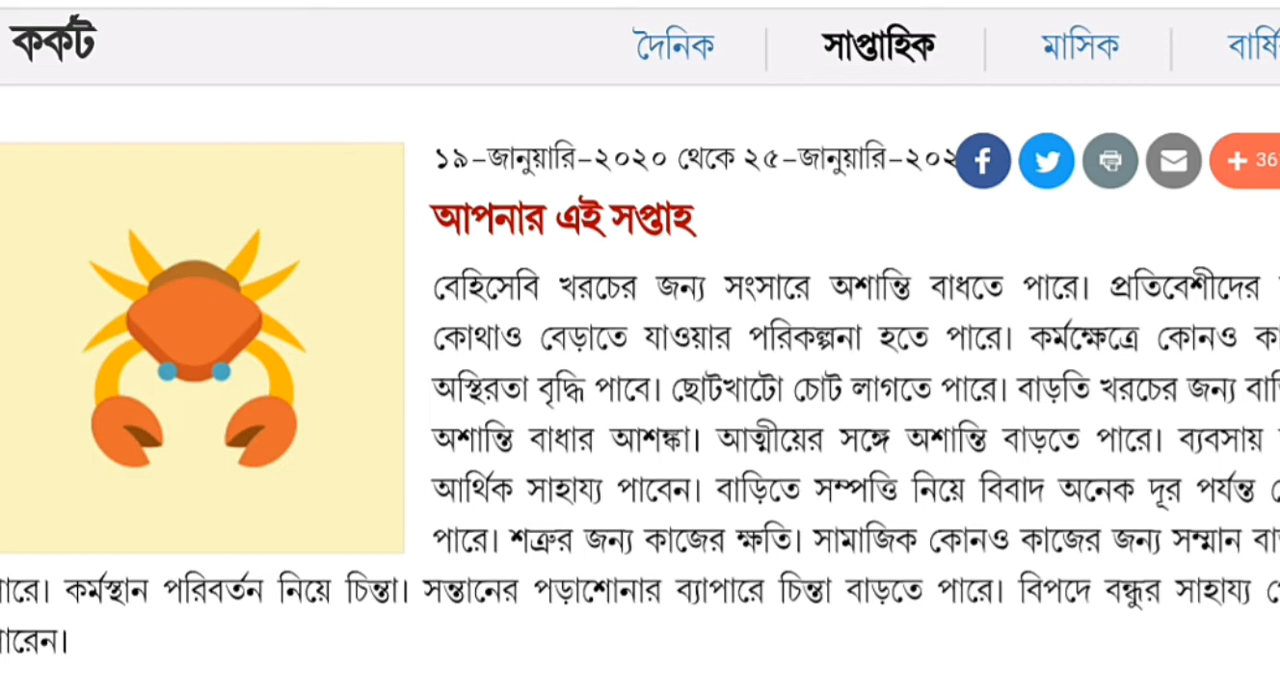 কর্কট
দৈনিক
সাপ্তাহিক
মাসিক
১৯-জানুয়ারি-২০২০ থেকে ২৫-জানুয়ারি-২০২
36
আপনার এই সপ্তাহ
বেহিসেবি খরচের জন্য সংসারে অশান্তি বাধতে পারে। প্রতিবেশীদের
কোথাও বেড়াতে যাওয়ার পরিকল্পনা হতে পারে। কর্মক্ষেত্রে কোনও
অস্থিরতা বৃদ্ধি পাবে। ছোটখাটো চোট লাগতে পারে। বাড়তি খরচের জন্য
অশান্তি বাধার আশঙ্কা। আত্মীয়ের সঙ্গে অশান্তি বাড়তে পারে। ব্যবসায়
আর্থিক সাহায্য পাবেন। বাড়িতে সম্পত্তি নিয়ে বিবাদ অনেক দূর পর্যন্ত
পারে। শত্রুর জন্য কাজের ক্ষতি। সামাজিক কোনও কাজের জন্য সম্মান
ারে। কর্মস্থান পরিবর্তন নিয়ে চিন্তা। সন্তানের পড়াশোনার ব্যাপারে চিন্তা বাড়তে পারে। বিপদে বন্ধুর সাহায্য
ারেন।